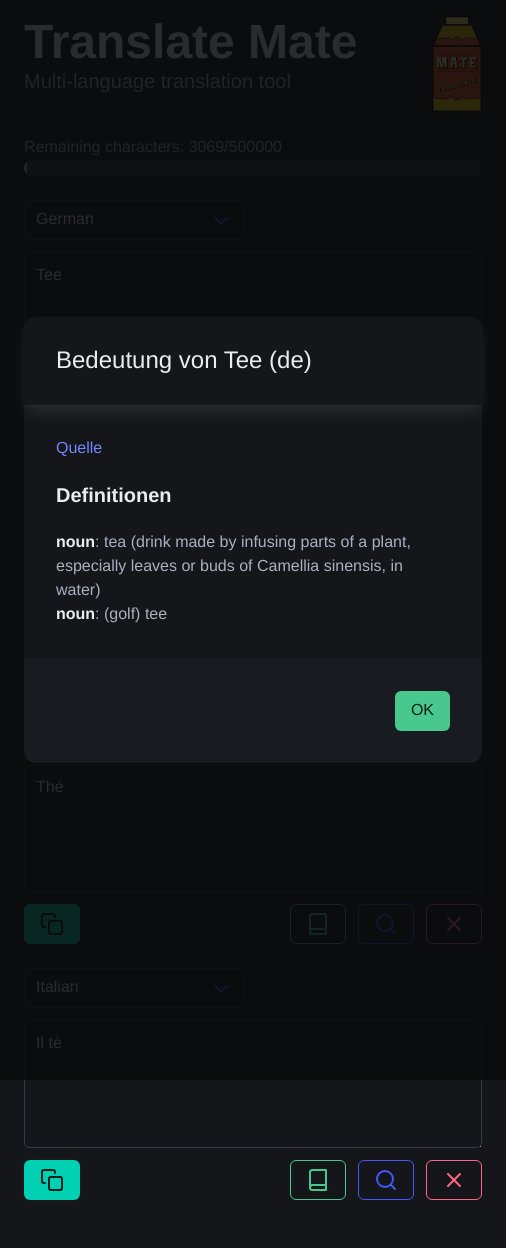 Translate Mate
Multi-language translation tool
MATE
Remaining characters: 3069/500000
German
Tee
Bedeutung von Tee (de)
Quelle
Definitionen
noun: tea (drink made by infusing parts of a plant,
especially leaves or buds of Camellia sinensis, in
water)
noun: (golf) tee
OK
Thé
Italian
Il tè